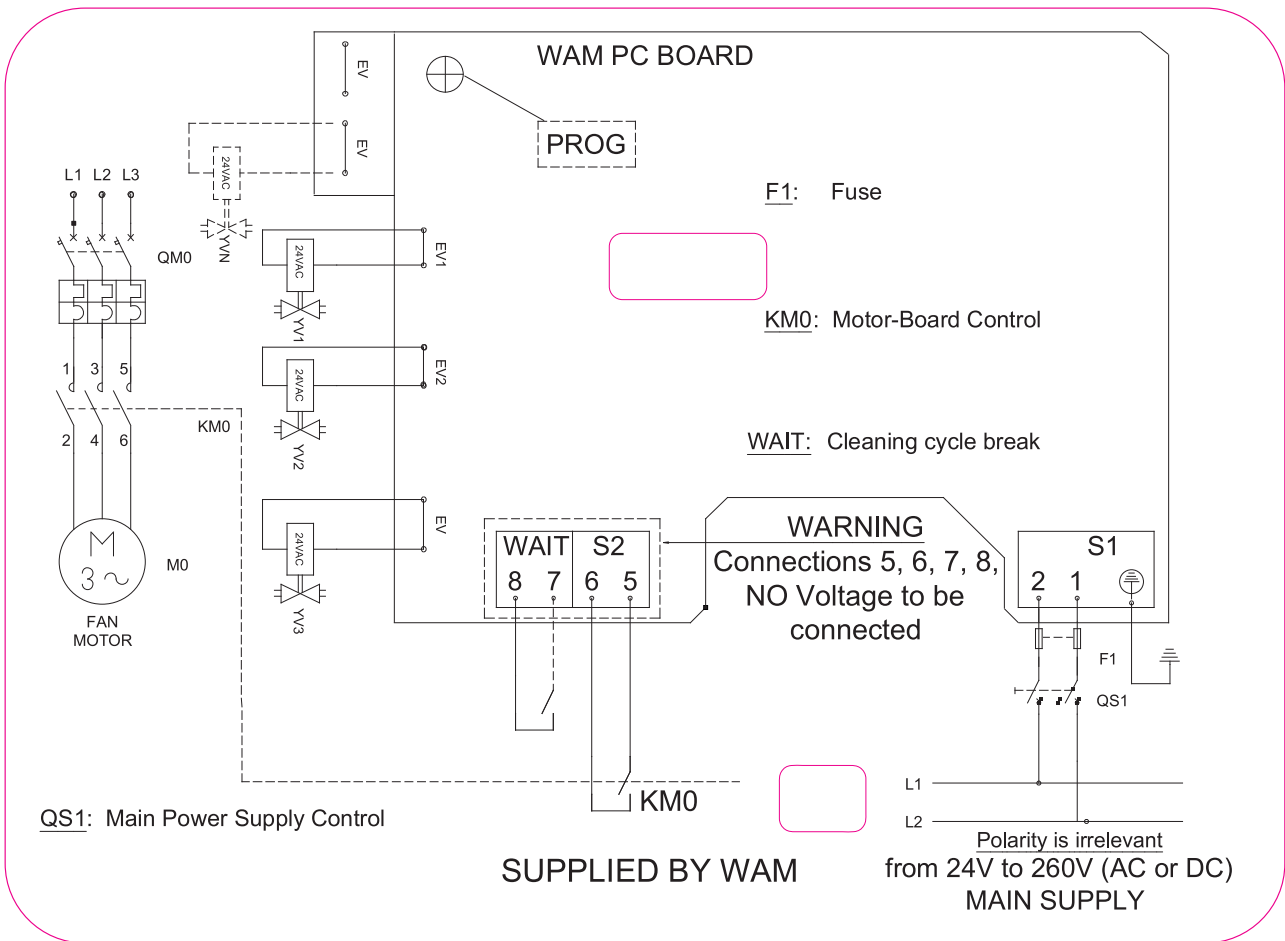 WAM PC BOARD
EV
EV
PROG
24VAC
YVN
L1 L2 L3
QM0
F1: Fuse
24VAC
YV1
EV1
KM0: Motor-Board Control
1 3 5
24VAC
YV2
EV2
KM0
2 4 6
WAIT: Cleaning cycle break
24VAC
YV3
EV
M
3 ~
M0
FAN
MOTOR
WAIT S2
8 7 6 5
WARNING
Connections 5, 6, 7, 8,
NO Voltage to be
connected
S1
2 1
F1
QS1
KM0
L1
L2
QS1: Main Power Supply Control
Polarity is irrelevant
from 24V to 260V (AC or DC)
MAIN SUPPLY
SUPPLIED BY WAM